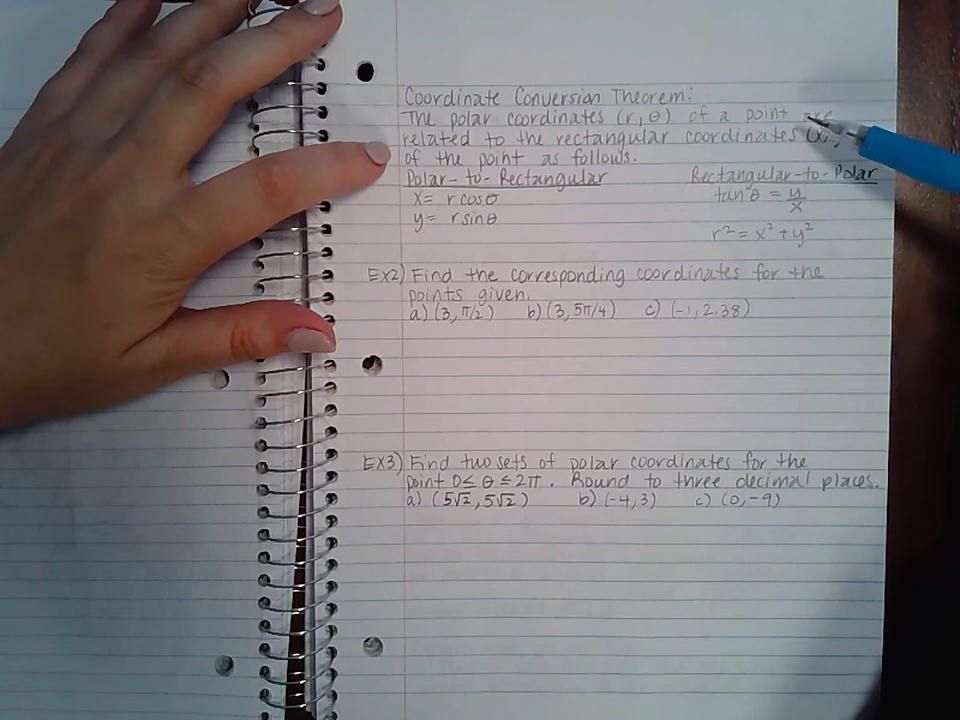 Coordinate Conversion Theorem:
The polar coordinates (r, θ) of a point are
related to the rectangular coordinates (x,
of the point as follows.
Polar-to-Rectangular Rectangular-to-Polar
x= r cosθ tan θ = y/x
y= r sinθ
r² = x² + y²
EX2) Find the corresponding coordinates for the
points given.
a) (3, π/2) b) (3, 5π/4) c) (-1, 2.38)
EX3) Find two sets of polar coordinates for the
point 0≤ θ ≤ 2π. Round to three decimal places.
a) (5√2, 5√2) b) (-4, 3) c) (0, -9)